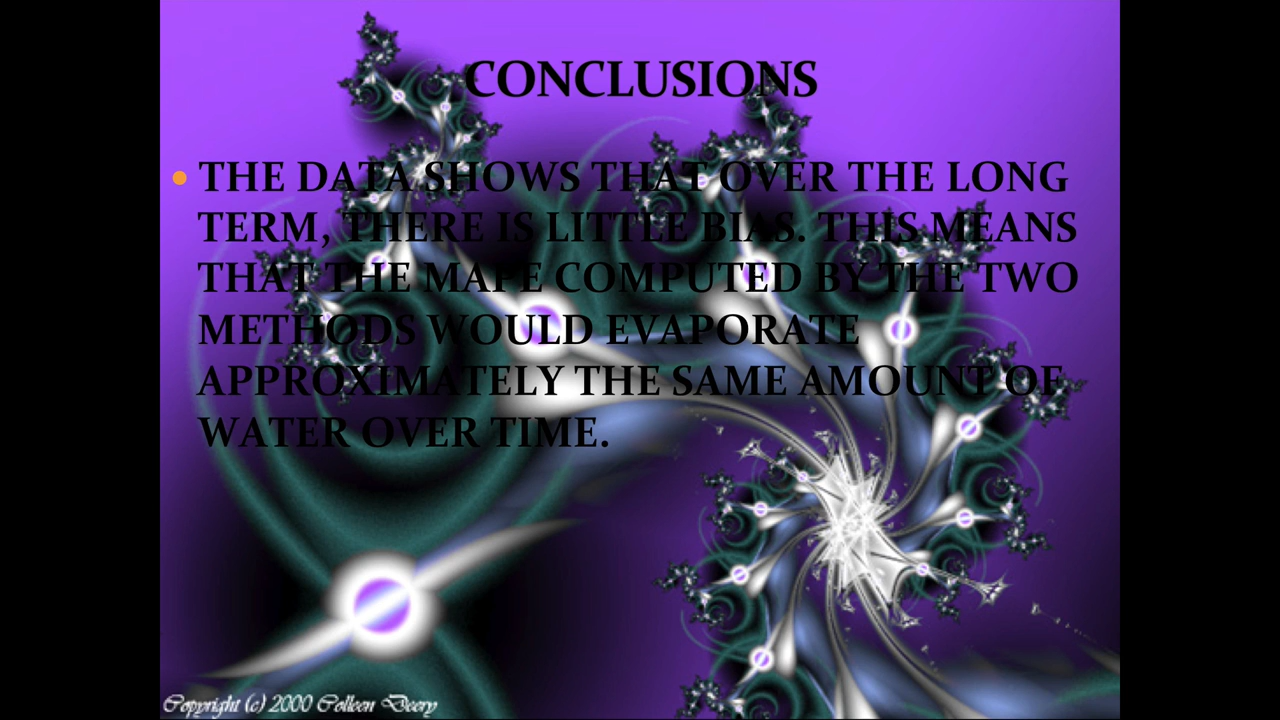 CONCLUSIONS
• THE DATA SHOWS THAT OVER THE LONG
TERM, THERE IS LITTLE BIAS. THIS MEANS
THAT THE MAPE COMPUTED BY THE TWO
METHODS WOULD EVAPORATE
APPROXIMATELY THE SAME AMOUNT OF
WATER OVER TIME.
Copyright (c) 2000 Colleen Deery